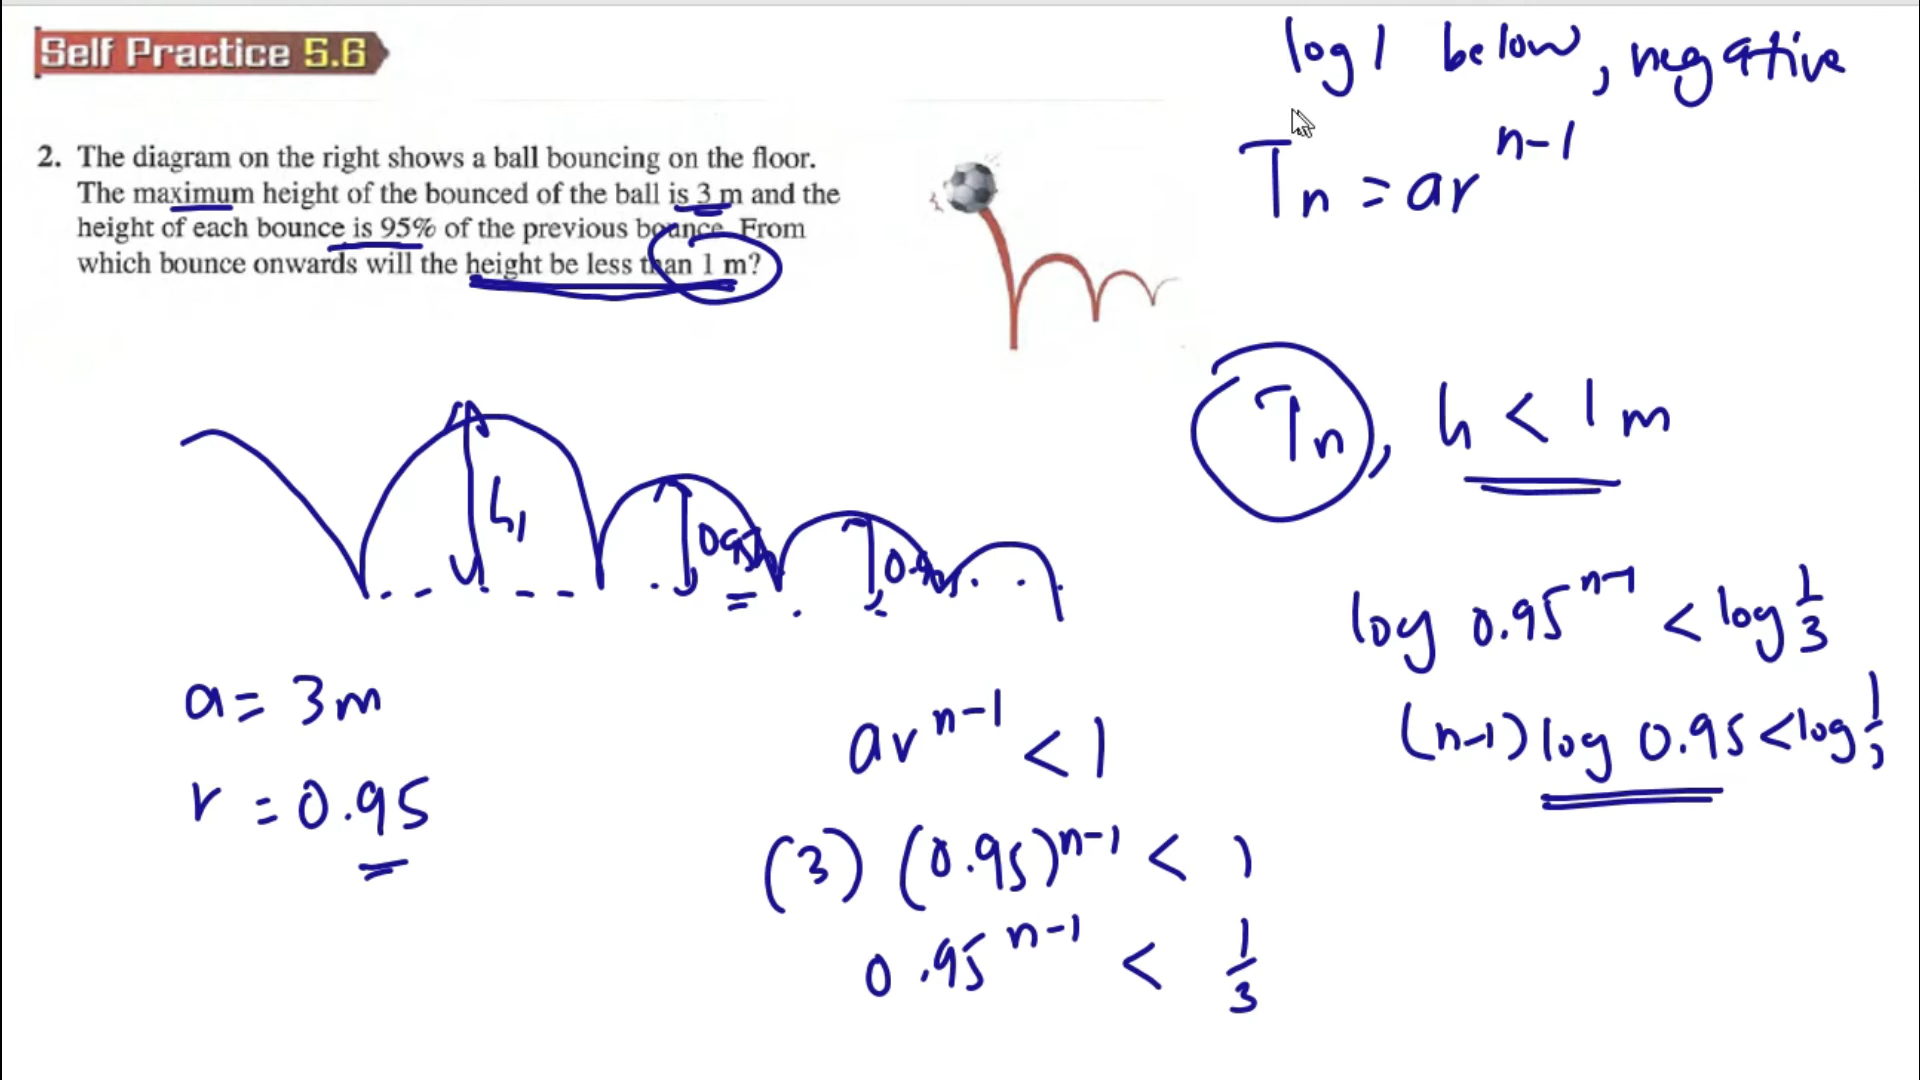 Self Practice 5.6
log 1 below, negative
2. The diagram on the right shows a ball bouncing on the floor.
The maximum height of the bounced of the ball is 3 m and the
height of each bounce is 95% of the previous bounce. From
which bounce onwards will the height be less than 1 m?
Tn = ar^(n-1)
Tn, h < 1 m
h₁
a = 3m
r = 0.95
ar^(n-1) < 1
(3) (0.95)^(n-1) < 1
0.95^(n-1) < 1/3
log 0.95^(n-1) < log 1/3
(n-1) log 0.95 < log